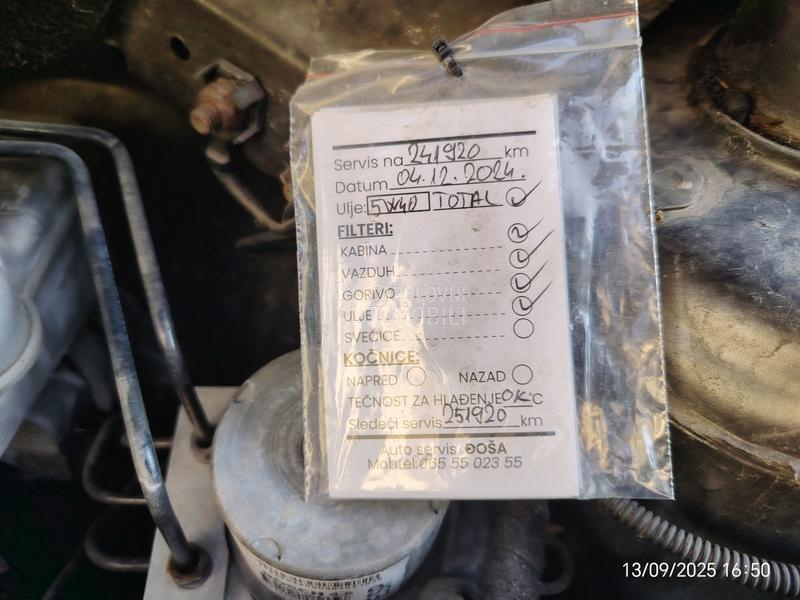 Servis na 241920 km
Datum 04.12.2024.
Ulje: 5W40 TOTAL
FILTERI:
KABINA
VAZDUH
GORIVO
ULJE
SVEĆICE
KOČNICE:
NAPRED NAZAD
TEČNOST ZA HLAĐENJE OK °C
Sledeći servis 251920 km
Auto servis ĐOŠA
Mobtel: 065 55 023 55
POLOVNI
AUTOMOBILI
13/09/2025 16:50